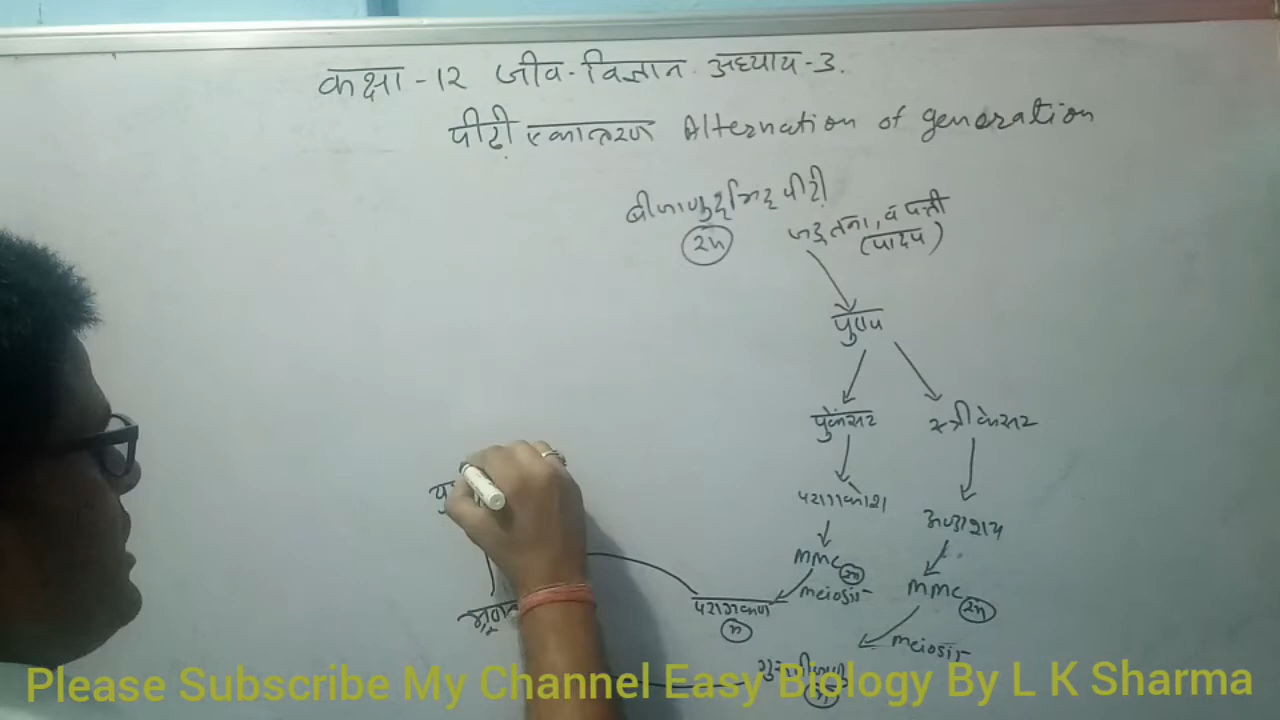 कक्षा - 12 जीव - विज्ञान अध्याय - 3.
पीढ़ी एकान्तरण Alternation of generation
बीजाणुद्भिद पीढ़ी
2n
जड़, तना, व पत्ती
(पादप)
पुष्प
पुंकेसर
स्त्रीकेसर
परागकोश
अण्डाशय
MMC 2n
meiosis
MMC 2n
परागकण
n
meiosis
Please Subscribe My Channel Easy Biology By L K Sharma